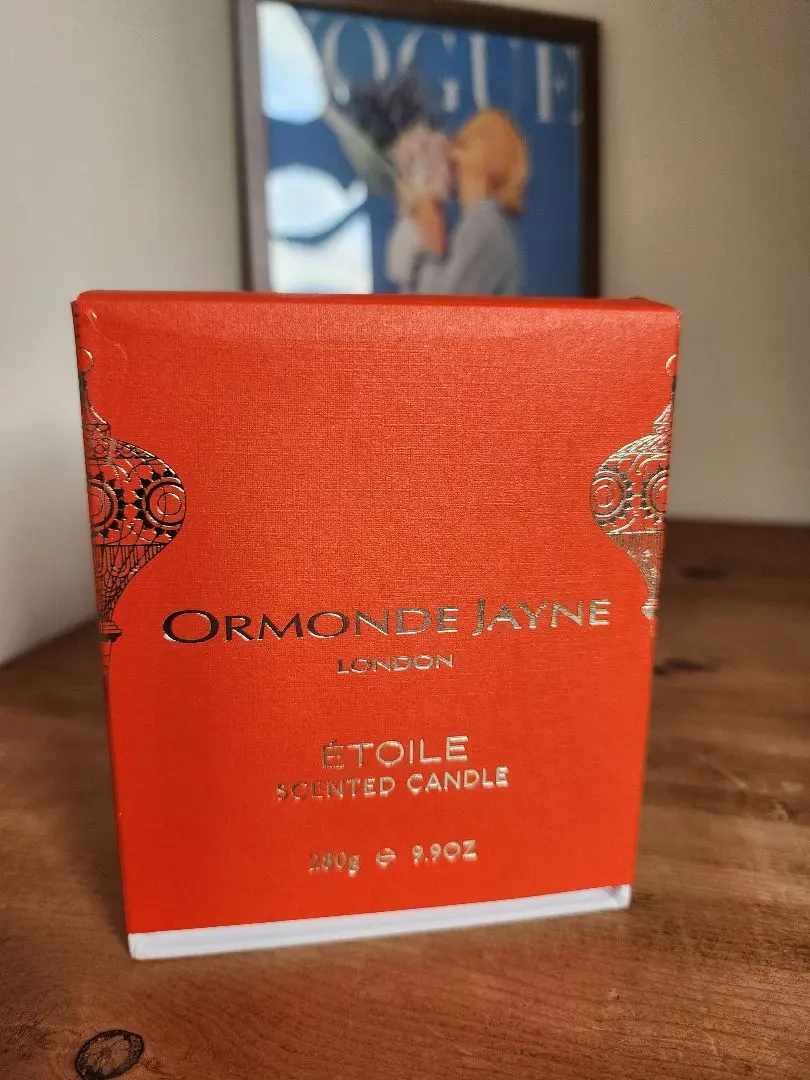 VOGUE
ORMONDE JAYNE
LONDON
ÉTOILE
SCENTED CANDLE
280g ℮ 9.9OZ